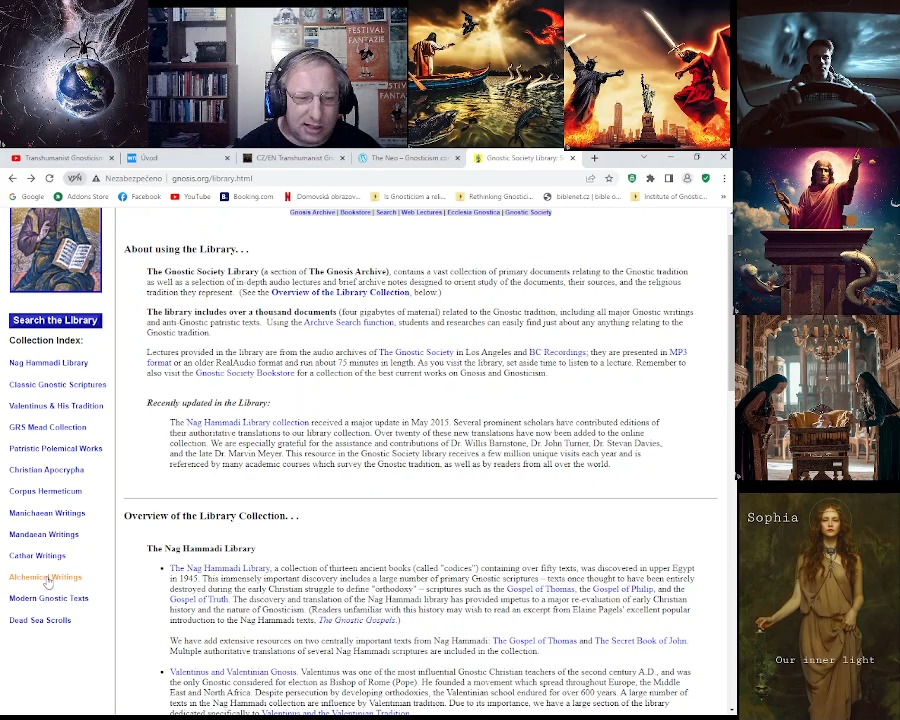 FESTIVAL
FANTAZIE
FANTA
Transhumanist Gnosticism
Úvod
CZ/EN Transhumanist Gn
The Neo – Gnosticism co
Gnostic Society Library: S
Nezabezpečeno | gnosis.org/library.html
Google
Addons Store
Facebook
YouTube
Booking.com
Domovská obrazov...
Is Gnosticism a reli...
Rethinking Gnostic...
biblenet.cz | biblsko...
Institute of Gnostic...
»
Gnosis Archive | Bookstore | Search | Web Lectures | Ecclesia Gnostica | Gnostic Society
Search the Library
Collection Index:
Nag Hammadi Library
Classic Gnostic Scriptures
Valentinus & His Tradition
GRS Mead Collection
Patristic Polemical Works
Christian Apocrypha
Corpus Hermeticum
Manichaean Writings
Mandaean Writings
Cathar Writings
Alchemical Writings
Modern Gnostic Texts
Dead Sea Scrolls
About using the Library. . .
The Gnostic Society Library (a section of The Gnosis Archive), contains a vast collection of primary documents relating to the Gnostic tradition
as well as a selection of in-depth audio lectures and brief archive notes designed to orient study of the documents, their sources, and the religious
tradition they represent. (See the Overview of the Library Collection, below.)
The library includes over a thousand documents (four gigabytes of material) related to the Gnostic tradition, including all major Gnostic writings
and anti-Gnostic patristic texts. Using the Archive Search function, students and researchers can easily find just about any anything relating to the
Gnostic tradition.
Lectures provided in the library are from the audio archives of The Gnostic Society in Los Angeles and BC Recordings; they are presented in MP3
format or an older RealAudio format and run about 75 minutes in length. As you visit the library, set aside time to listen to a lecture. Remember to
also visit the Gnostic Society Bookstore for a collection of the best current works on Gnosis and Gnosticism.
Recently updated in the Library:
The Nag Hammadi Library collection received a major update in May 2015. Several prominent scholars have contributed editions of
their authoritative translations to our library collection. Over twenty of these new translations have now been added to the online
collection. We are especially grateful for the assistance and contributions of Dr. Willis Barnstone, Dr. John Turner, Dr. Stevan Davies,
and the late Dr. Marvin Meyer. This resource in the Gnostic Society library receives a few million unique visits each year and is
referenced by many academic courses which survey the Gnostic tradition, as well as by readers from all over the world.
Overview of the Library Collection. . .
The Nag Hammadi Library
The Nag Hammadi Library, a collection of thirteen ancient books (called "codices") containing over fifty texts, was discovered in upper Egypt
in 1945. This immensely important discovery includes a large number of primary Gnostic scriptures – texts once thought to have been entirely
destroyed during the early Christian struggle to define "orthodoxy" – scriptures such as the Gospel of Thomas, the Gospel of Philip, and the
Gospel of Truth. The discovery and translation of the Nag Hammadi library has provided impetus to a major re-evaluation of early Christian
history and the nature of Gnosticism. (Readers unfamiliar with this history may wish to read an excerpt from Elaine Pagels' excellent popular
introduction to the Nag Hammadi texts, The Gnostic Gospels.)
We have add extensive resources on two centrally important texts from Nag Hammadi: The Gospel of Thomas and The Secret Book of John.
Multiple authoritative translations of several Nag Hammadi scriptures are included in the collection.
Valentinus and Valentinian Gnosis. Valentinus was one of the most influential Gnostic Christian teachers of the second century A.D., and was
the only Gnostic considered for election as Bishop of Rome (Pope). He founded a movement which spread throughout Europe, the Middle
East and North Africa. Despite persecution by developing orthodoxies, the Valentinian school endured for over 600 years. A large number of
texts in the Nag Hammadi collection are influence by Valentinian tradition. Due to its importance, we have a large section of the library
dedicated specifically to Valentinus and the Valentinian Tradition.
Sophia
Our inner light